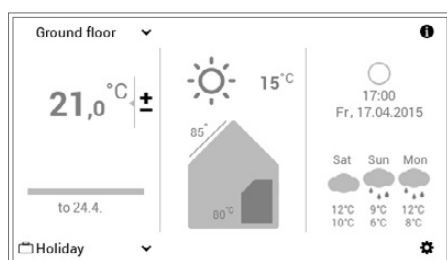 Ground floor
21,0°C ±
to 24.4.
Holiday
15°C
85°
80°C
17:00
Fr, 17.04.2015
Sat Sun Mon
12°C 9°C 12°C
10°C 6°C 8°C